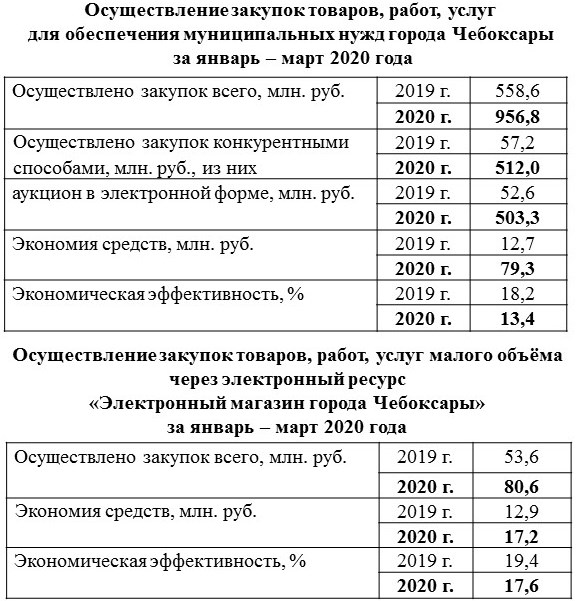 Осуществление закупок товаров, работ, услуг
для обеспечения муниципальных нужд города Чебоксары
за январь – март 2020 года
Осуществлено закупок всего, млн. руб. 2019 г. 558,6
2020 г. 956,8
Осуществлено закупок конкурентными 2019 г. 57,2
способами, млн. руб., из них 2020 г. 512,0
аукцион в электронной форме, млн. руб. 2019 г. 52,6
2020 г. 503,3
Экономия средств, млн. руб. 2019 г. 12,7
2020 г. 79,3
Экономическая эффективность, % 2019 г. 18,2
2020 г. 13,4
Осуществление закупок товаров, работ, услуг малого объёма
через электронный ресурс
«Электронный магазин города Чебоксары»
за январь – март 2020 года
Осуществлено закупок всего, млн. руб. 2019 г. 53,6
2020 г. 80,6
Экономия средств, млн. руб. 2019 г. 12,9
2020 г. 17,2
Экономическая эффективность, % 2019 г. 19,4
2020 г. 17,6